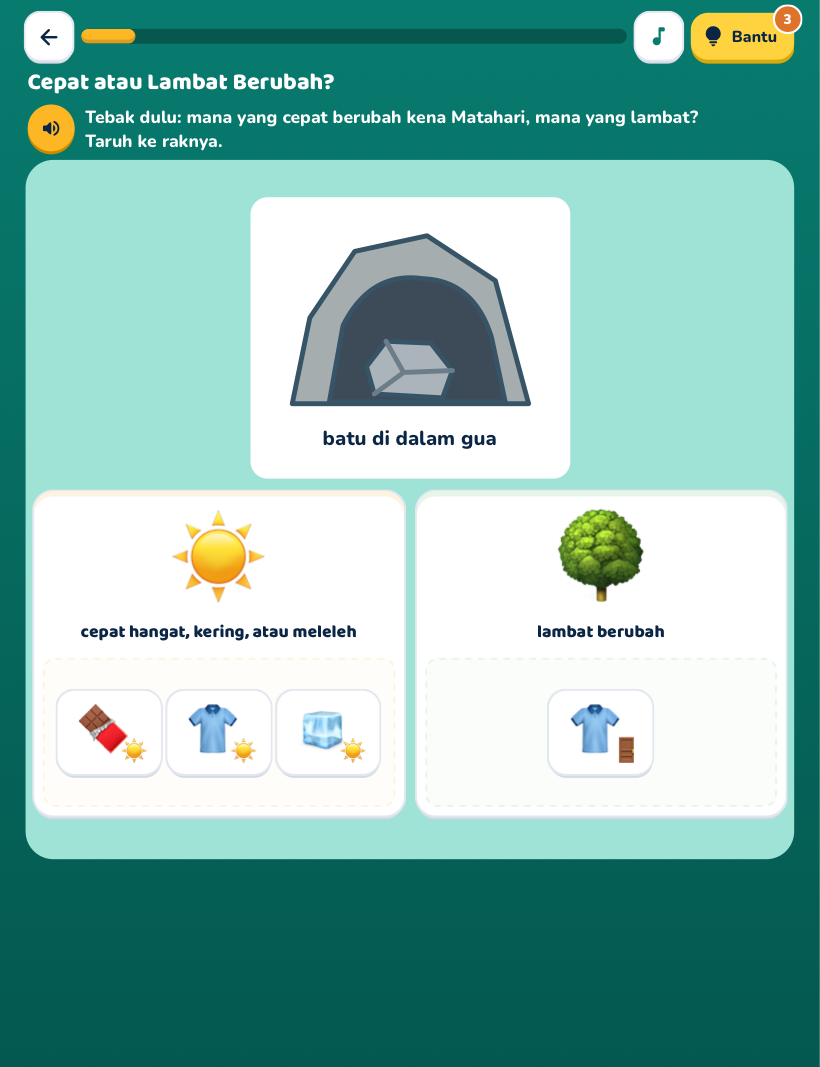 3
Bantu
Cepat atau Lambat Berubah?
Tebak dulu: mana yang cepat berubah kena Matahari, mana yang lambat?
Taruh ke raknya.
batu di dalam gua
cepat hangat, kering, atau meleleh
lambat berubah